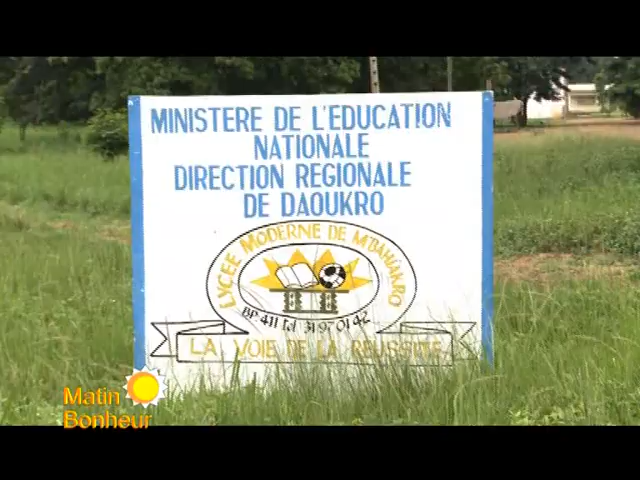 MINISTERE DE L'EDUCATION
NATIONALE
DIRECTION REGIONALE
DE DAOUKRO
LYCEE MODERNE DE M'BAHIAKRO
BP.411 Tel 31 97 01 42
LA VOIE DE LA REUSSITE
Matin
Bonheur